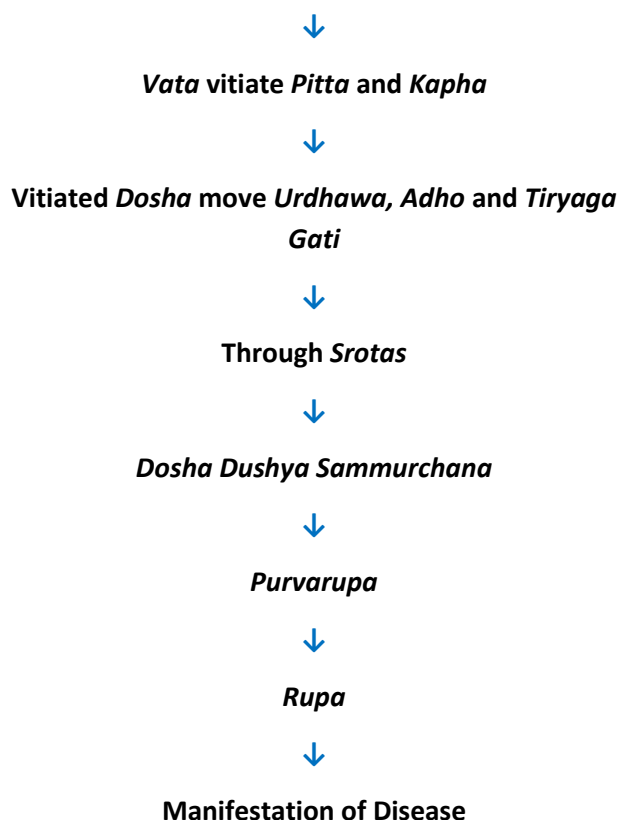 ↓
Vata vitiate Pitta and Kapha
↓
Vitiated Dosha move Urdhawa, Adho and Tiryaga
Gati
↓
Through Srotas
↓
Dosha Dushya Sammurchana
↓
Purvarupa
↓
Rupa
↓
Manifestation of Disease